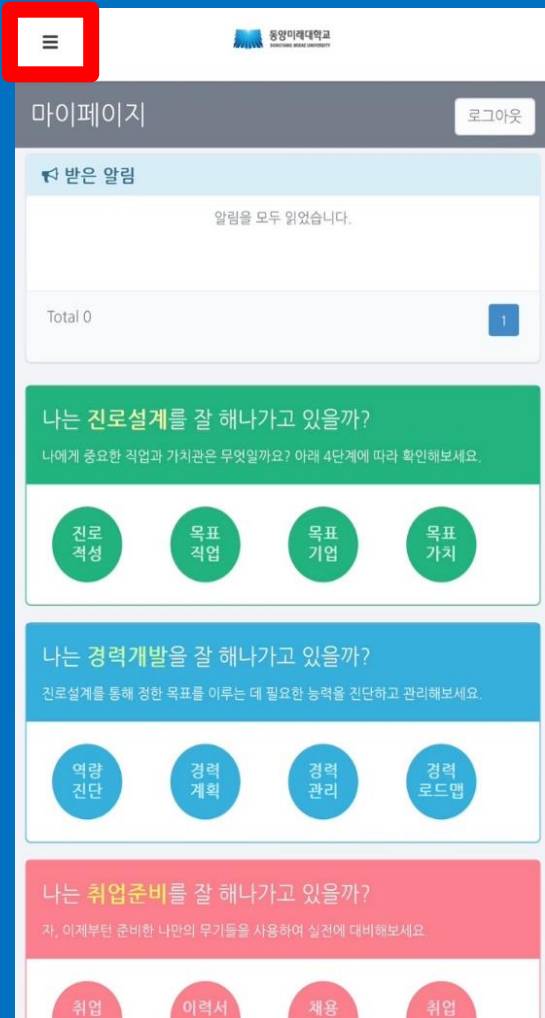 동양미래대학교
DONGYANG MIRAE UNIVERSITY
마이페이지
로그아웃
받은 알림
알림을 모두 읽었습니다.
Total 0
1
나는 진로설계를 잘 해나가고 있을까?
나에게 중요한 직업과 가치관은 무엇일까요? 아래 4단계에 따라 확인해보세요.
진로
적성
목표
직업
목표
기업
목표
가치
나는 경력개발을 잘 해나가고 있을까?
진로설계를 통해 정한 목표를 이루는 데 필요한 능력을 진단하고 관리해보세요.
역량
진단
경력
계획
경력
관리
경력
로드맵
나는 취업준비를 잘 해나가고 있을까?
자, 이제부턴 준비한 나만의 무기들을 사용하여 실전에 대비해보세요.
취업
이력서
채용
취업